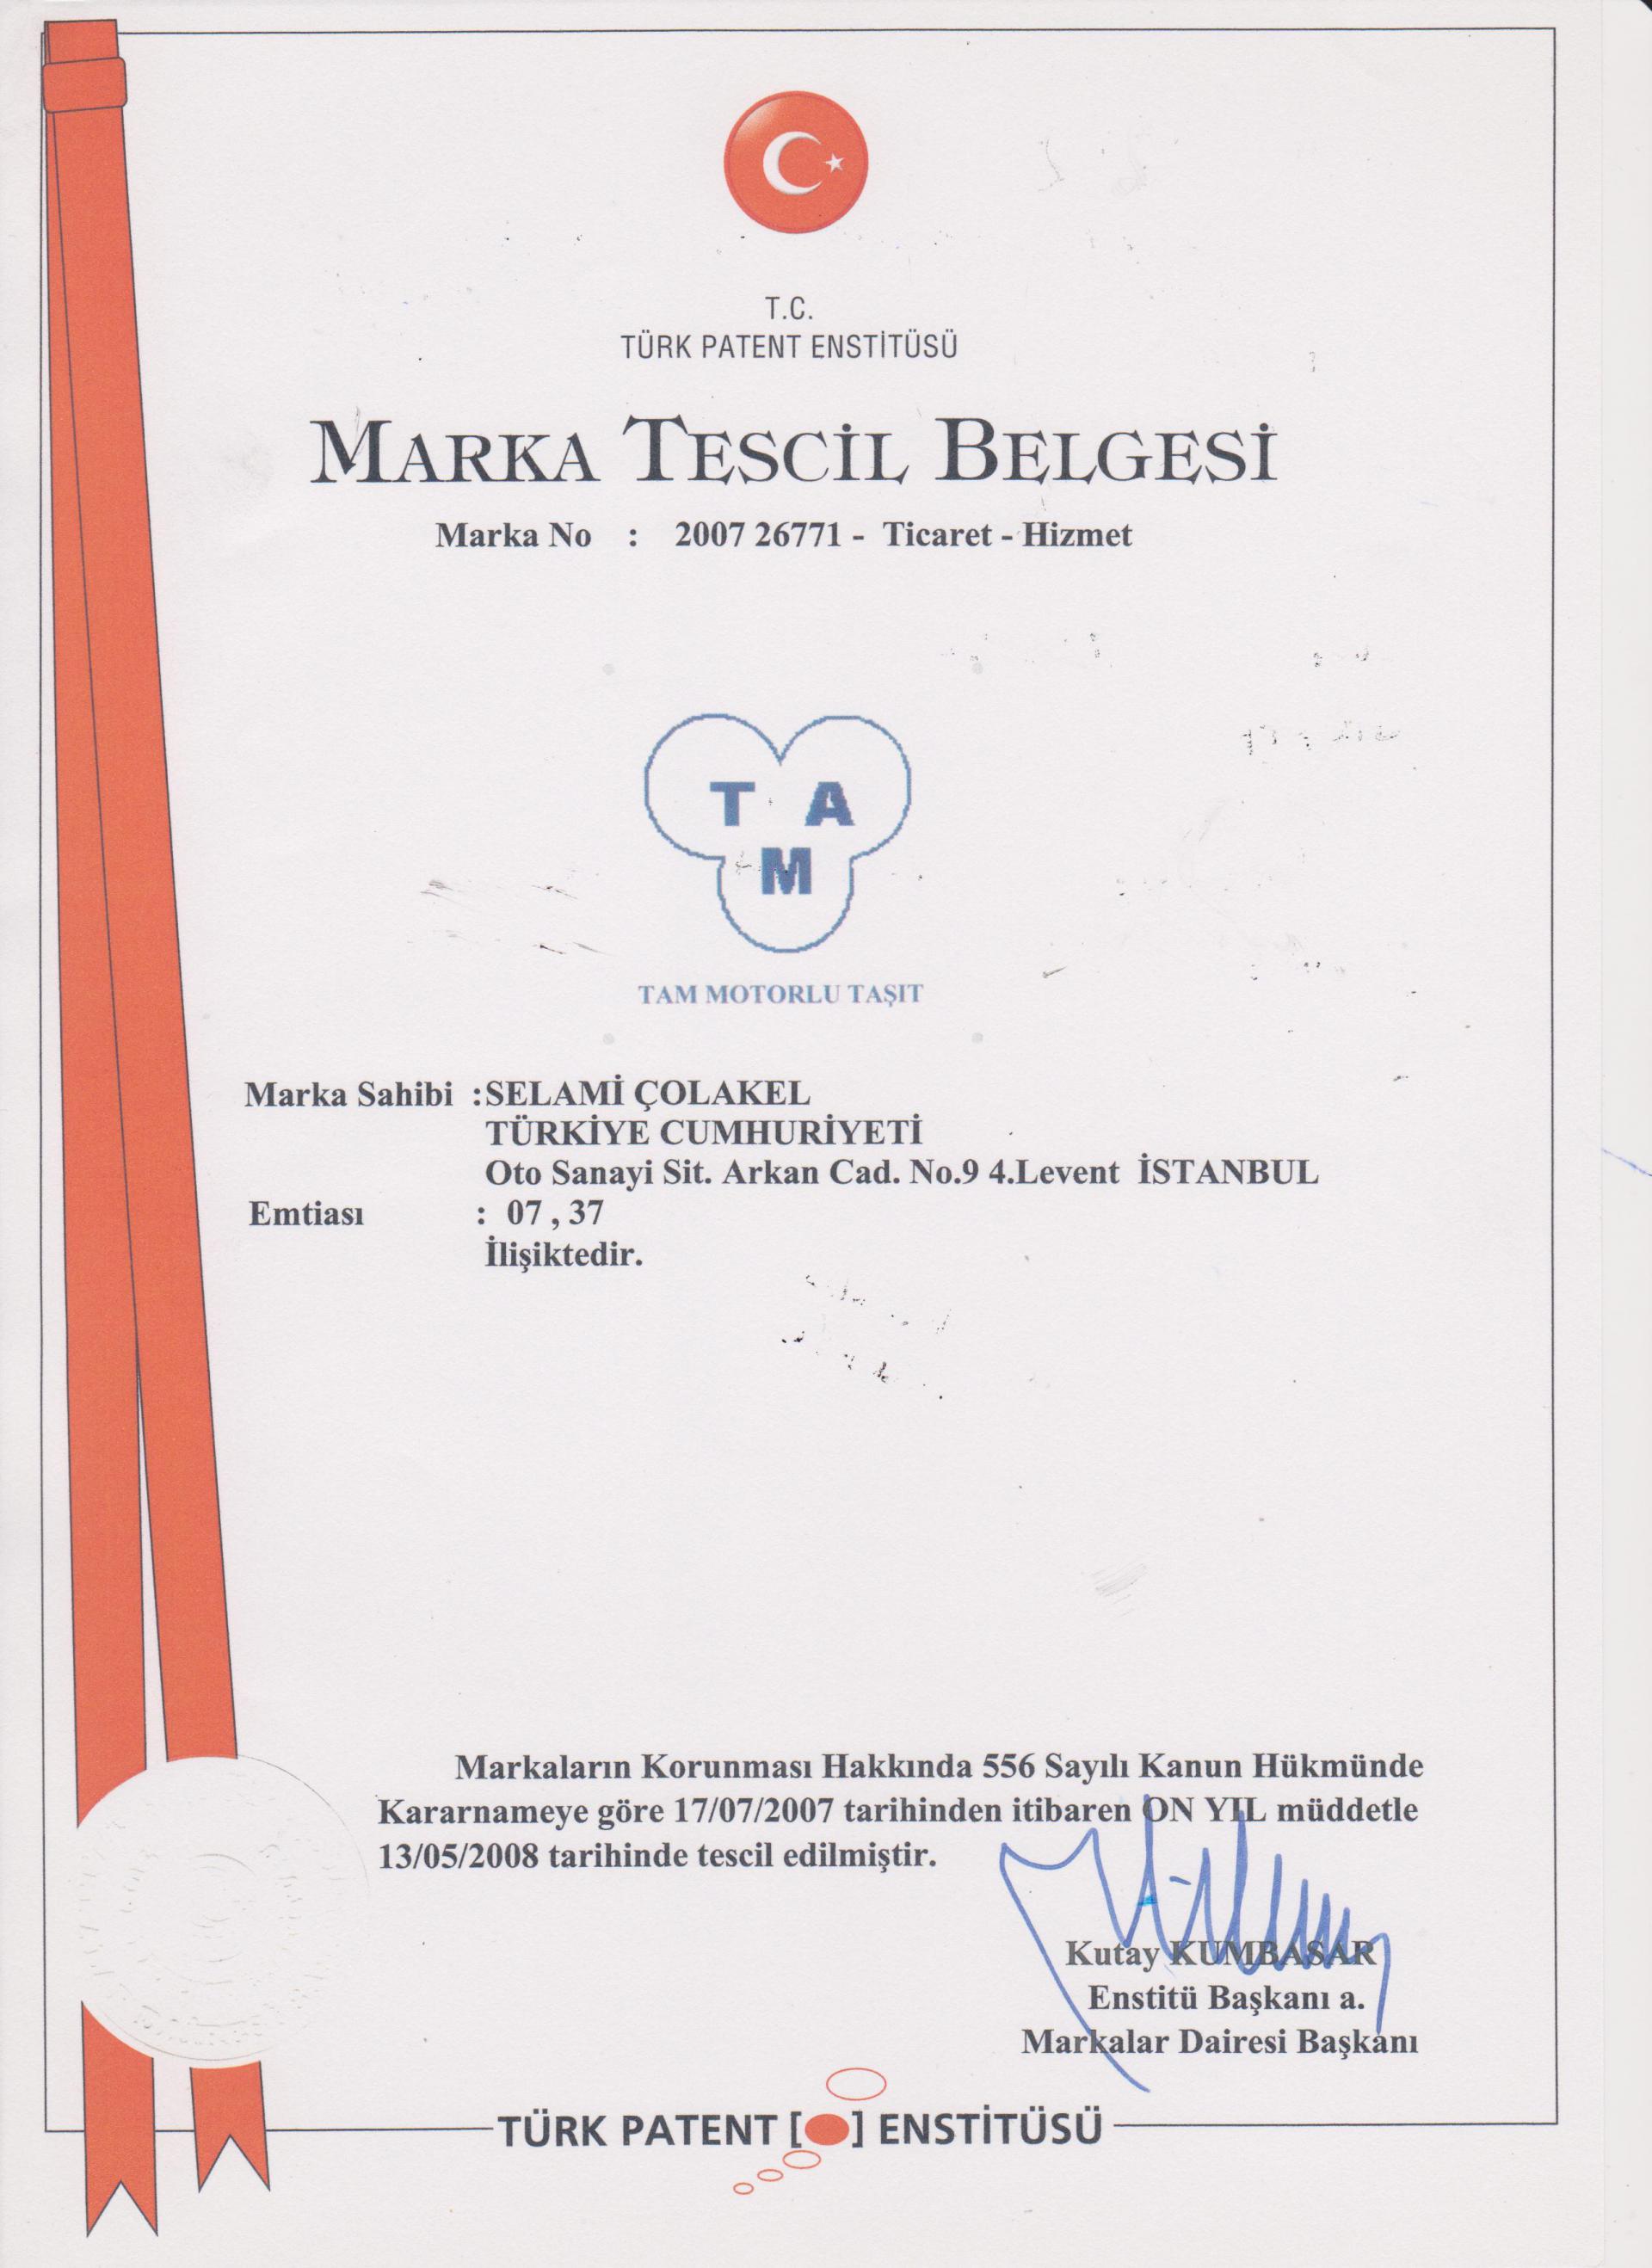 T.C.
TÜRK PATENT ENSTİTÜSÜ
MARKA TESCİL BELGESİ
Marka No : 2007 26771 - Ticaret - Hizmet
T A
M
TAM MOTORLU TAŞIT
Marka Sahibi :SELAMİ ÇOLAKEL
TÜRKİYE CUMHURİYETİ
Oto Sanayi Sit. Arkan Cad. No.9 4.Levent İSTANBUL
Emtiası : 07 , 37
İlişiktedir.
Markaların Korunması Hakkında 556 Sayılı Kanun Hükmünde
Kararnameye göre 17/07/2007 tarihinden itibaren ON YIL müddetle
13/05/2008 tarihinde tescil edilmiştir.
Kutay KUMBASAR
Enstitü Başkanı a.
Markalar Dairesi Başkanı
TÜRK PATENT [ ] ENSTİTÜSÜ